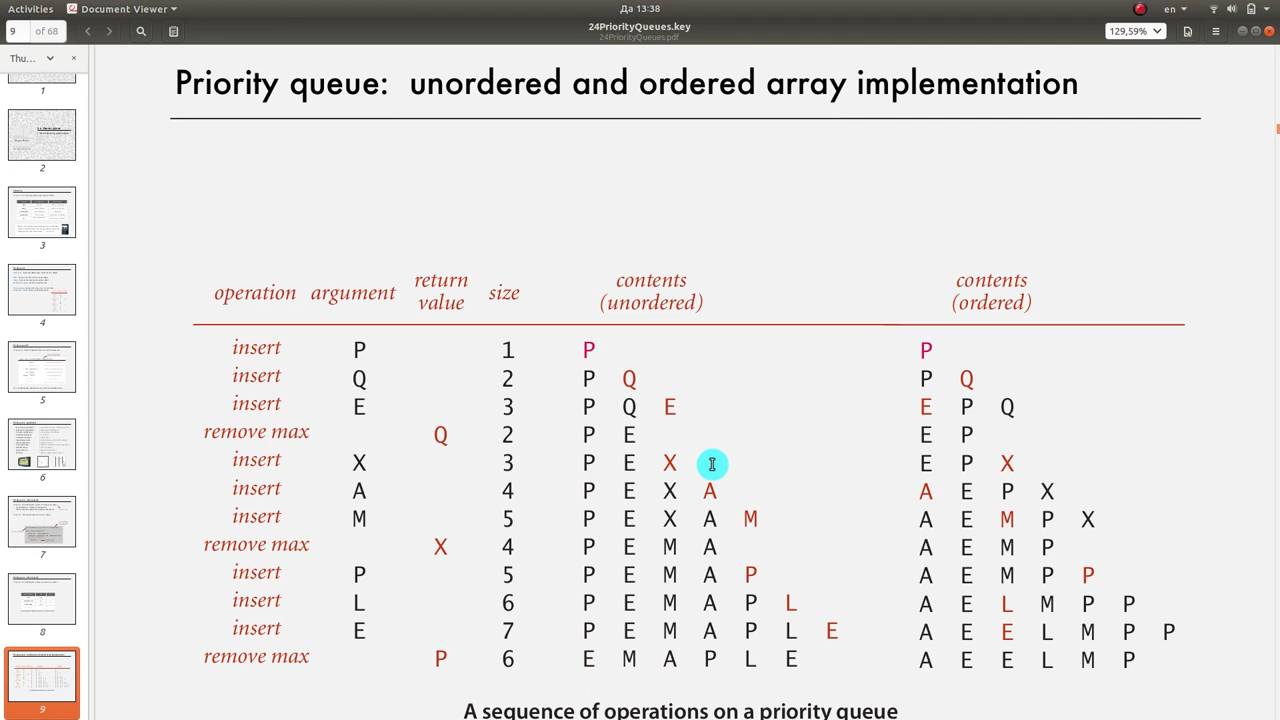 Activities Document Viewer Да 13:38 en
9 of 68 24PriorityQueues.key 129,59%
24PriorityQueues.pdf
Thu...
1
2
3
4
5
6
7
8
9
Priority queue: unordered and ordered array implementation
operation argument return value size contents (unordered) contents (ordered)
insert P 1 P P
insert Q 2 P Q P Q
insert E 3 P Q E E P Q
remove max Q 2 P E E P
insert X 3 P E X E P X
insert A 4 P E X A A E P X
insert M 5 P E X A M A E M P X
remove max X 4 P E M A A E M P
insert P 5 P E M A P A E M P P
insert L 6 P E M A P L A E L M P P
insert E 7 P E M A P L E A E E L M P P
remove max P 6 E M A P L E A E E L M P
A sequence of operations on a priority queue